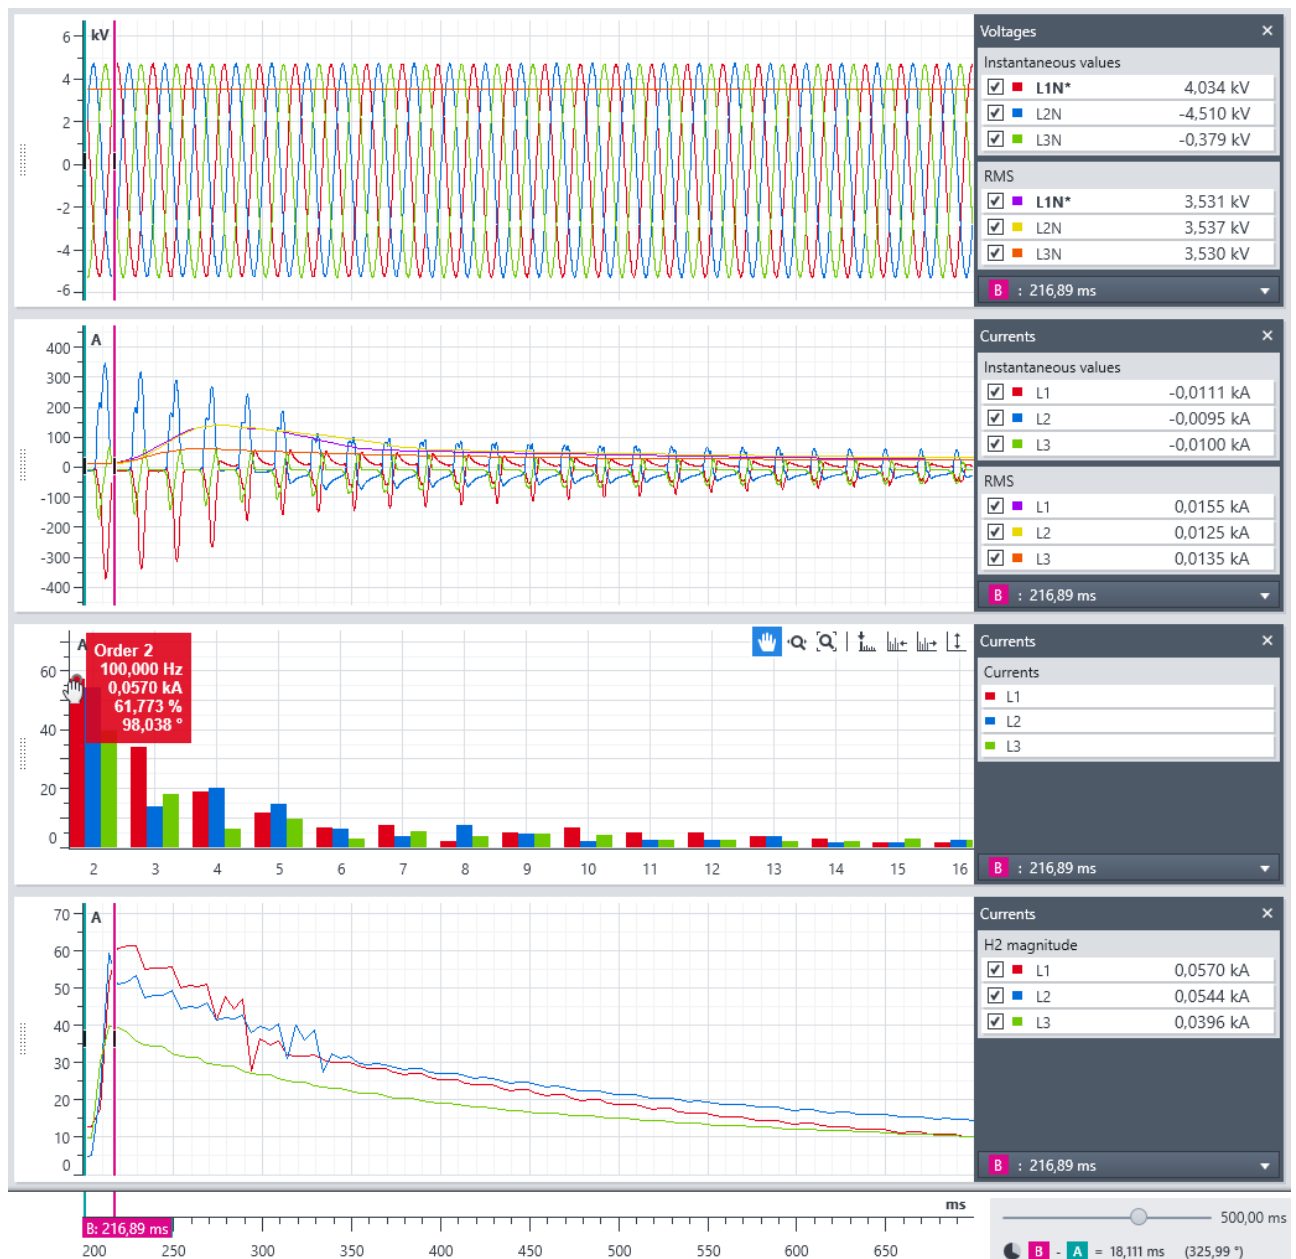 kV
6
4
2
0
-2
-4
-6
Voltages ×
Instantaneous values
L1N* 4,034 kV
L2N -4,510 kV
L3N -0,379 kV
RMS
L1N* 3,531 kV
L2N 3,537 kV
L3N 3,530 kV
B : 216,89 ms
A
400
300
200
100
0
-100
-200
-300
-400
Currents ×
Instantaneous values
L1 -0,0111 kA
L2 -0,0095 kA
L3 -0,0100 kA
RMS
L1 0,0155 kA
L2 0,0125 kA
L3 0,0135 kA
B : 216,89 ms
A
60
40
20
0
Order 2
100,000 Hz
0,0570 kA
61,773 %
98,038 °
2 3 4 5 6 7 8 9 10 11 12 13 14 15 16
Currents ×
Currents
L1
L2
L3
B : 216,89 ms
A
70
60
50
40
30
20
10
0
Currents ×
H2 magnitude
L1 0,0570 kA
L2 0,0544 kA
L3 0,0396 kA
B : 216,89 ms
ms
B: 216,89 ms
200 250 300 350 400 450 500 550 600 650
500,00 ms
B - A = 18,111 ms (325,99 °)